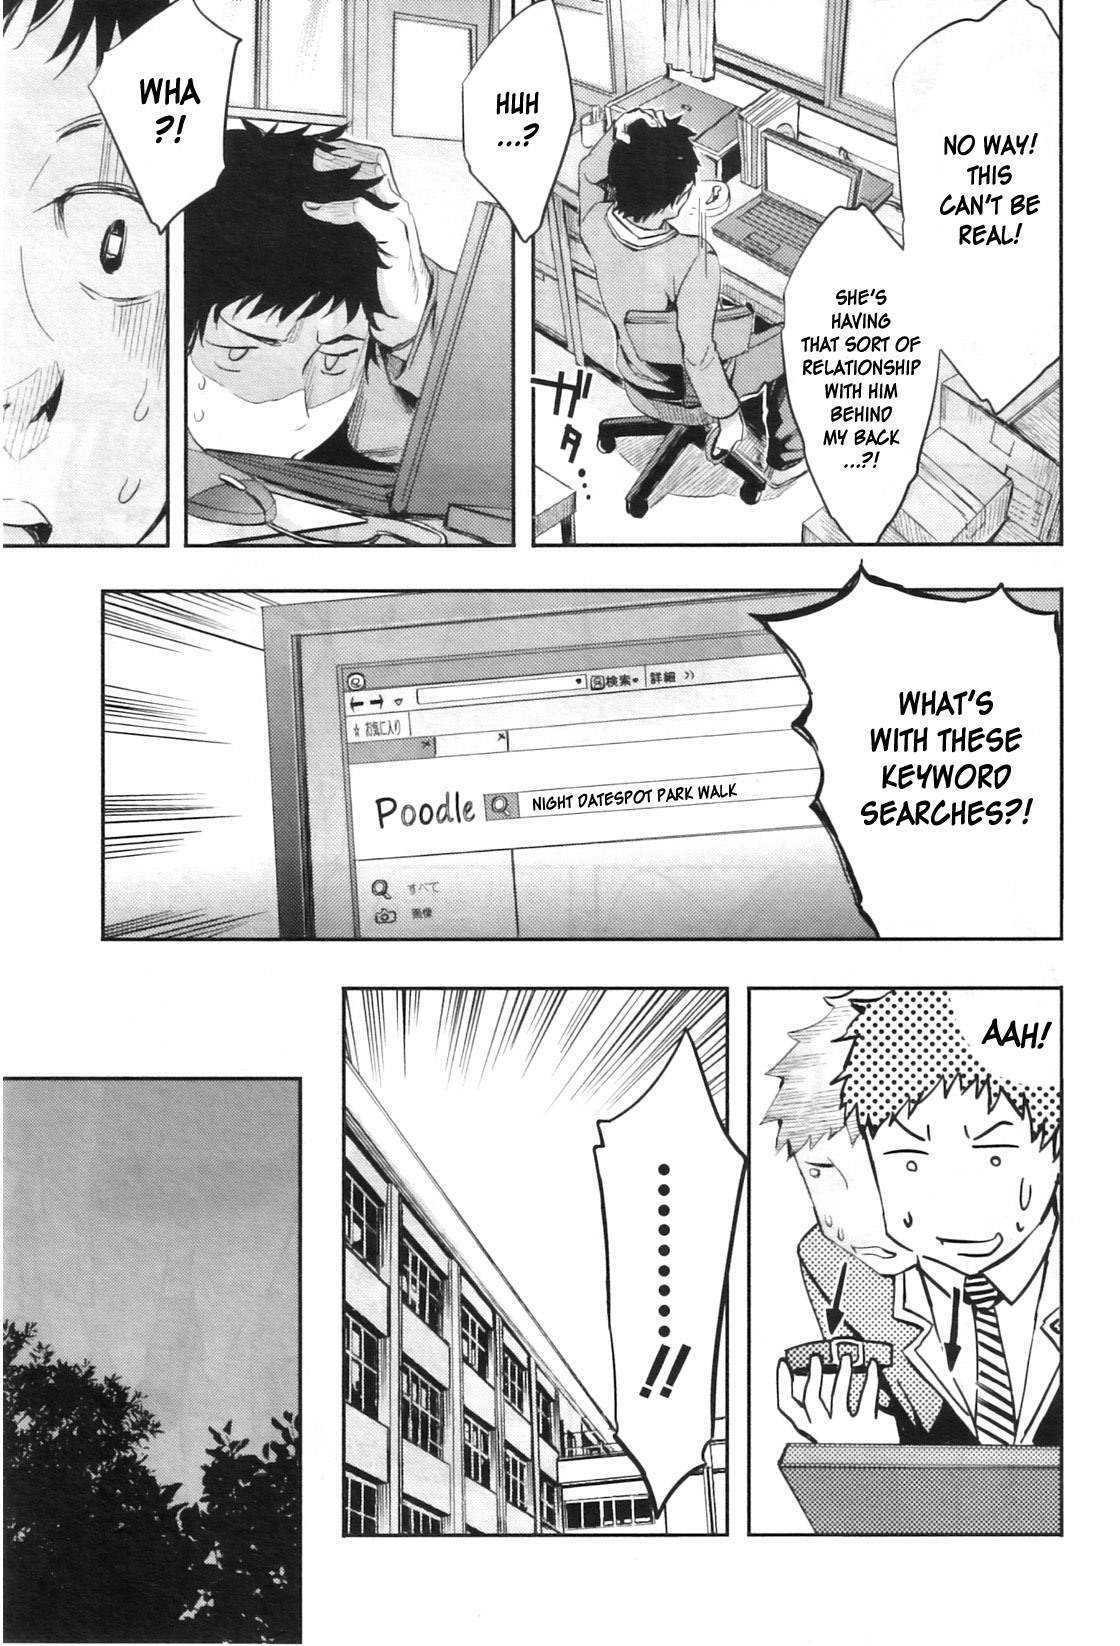 NO WAY!
THIS
CAN'T BE
REAL!
SHE'S
HAVING
THAT SORT OF
RELATIONSHIP
WITH HIM
BEHIND
MY BACK
...?!
ギ
シ
...
HUH
...?
WHA
?!
WHAT'S
WITH THESE
KEYWORD
SEARCHES?!
検索 詳細 》
☆ お気に入り
Poodle NIGHT DATESPOT PARK WALK
すべて
画像
AAH!
.........!!